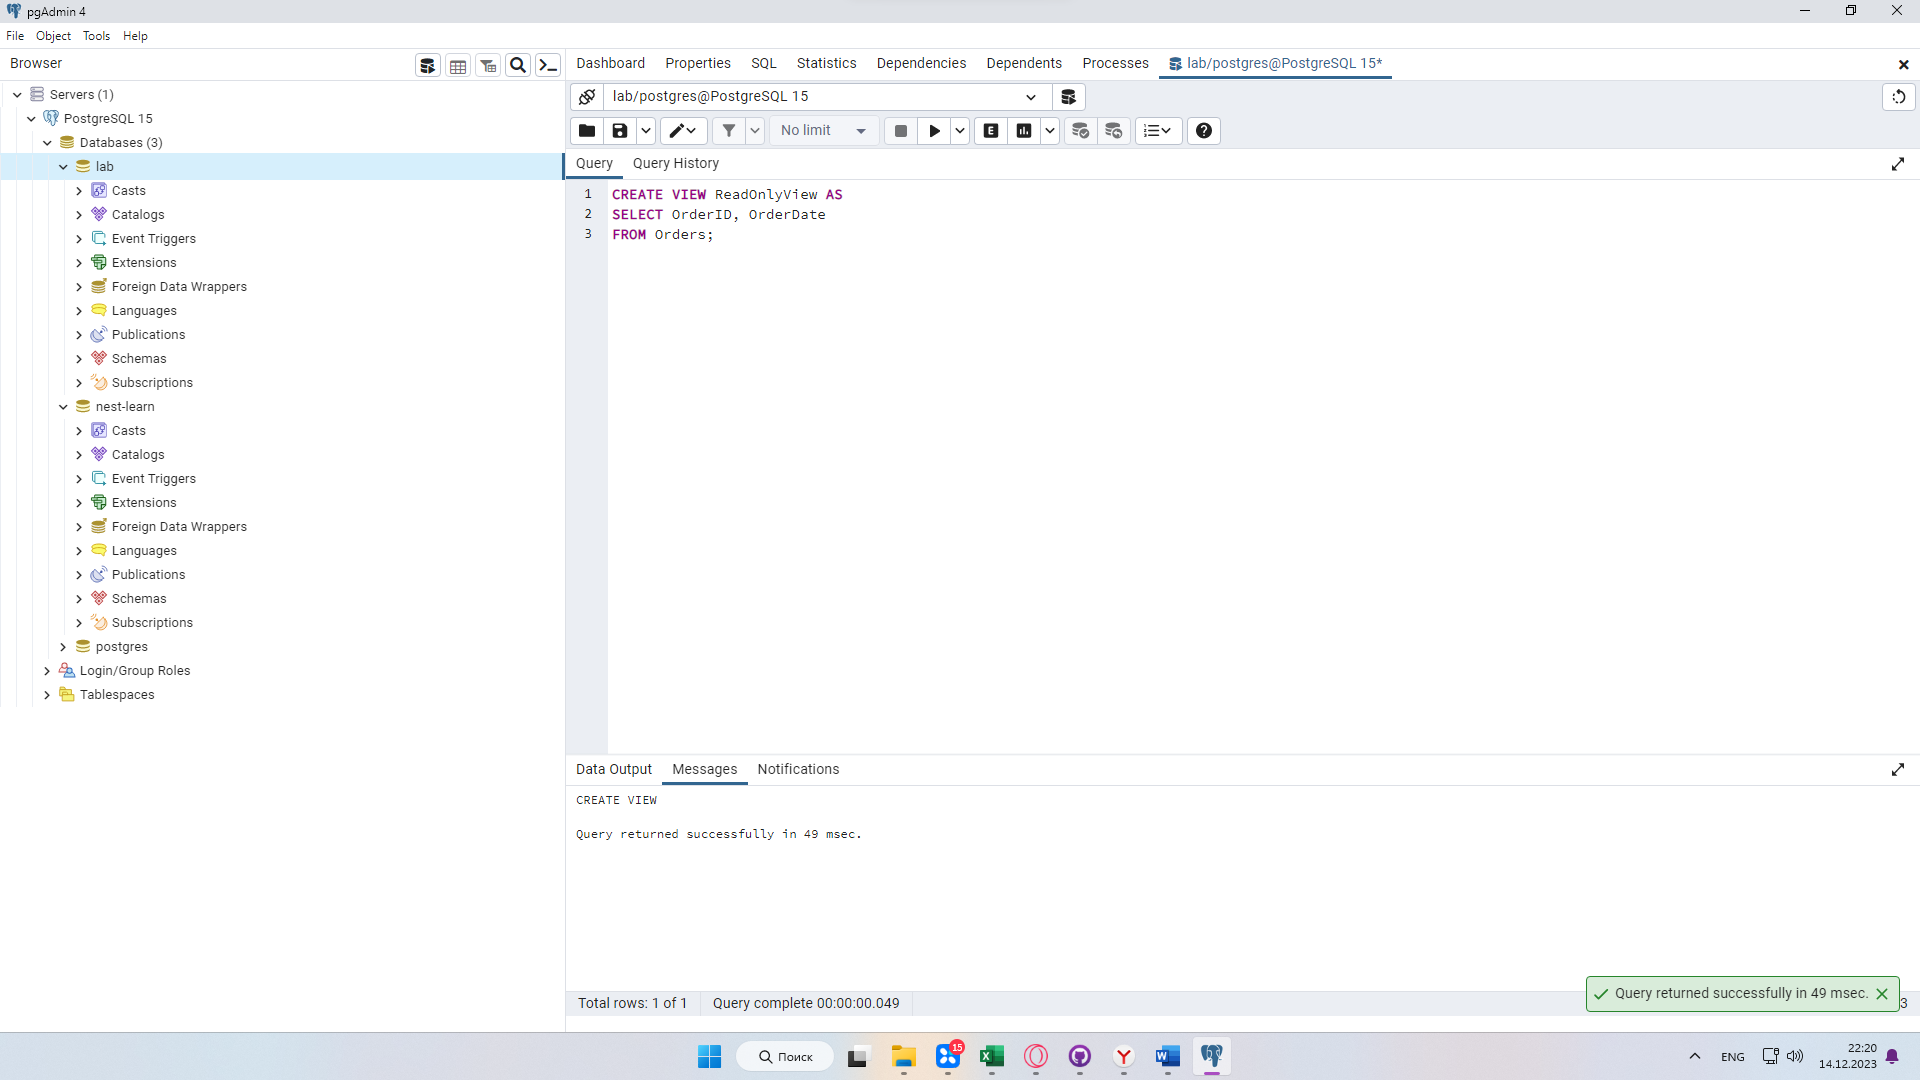 pgAdmin 4
File Object Tools Help
Browser
Dashboard Properties SQL Statistics Dependencies Dependents Processes lab/postgres@PostgreSQL 15*
Servers (1)
PostgreSQL 15
Databases (3)
lab
Casts
Catalogs
Event Triggers
Extensions
Foreign Data Wrappers
Languages
Publications
Schemas
Subscriptions
nest-learn
Casts
Catalogs
Event Triggers
Extensions
Foreign Data Wrappers
Languages
Publications
Schemas
Subscriptions
postgres
Login/Group Roles
Tablespaces
lab/postgres@PostgreSQL 15
No limit
E
Query Query History
1 CREATE VIEW ReadOnlyView AS
2 SELECT OrderID, OrderDate
3 FROM Orders;
Data Output Messages Notifications
CREATE VIEW
Query returned successfully in 49 msec.
Total rows: 1 of 1 Query complete 00:00:00.049
Query returned successfully in 49 msec.
3
Поиск
15
ENG
22:20
14.12.2023